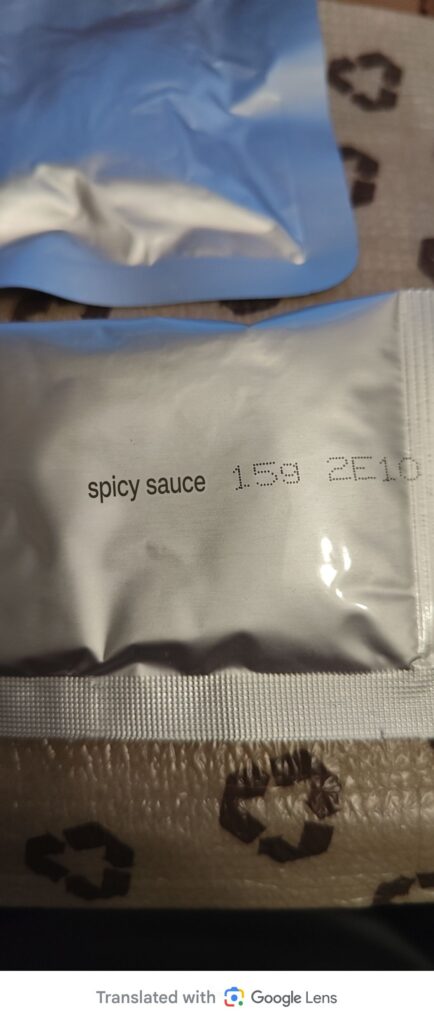 spicy sauce 15g 2E10
Translated with Google Lens